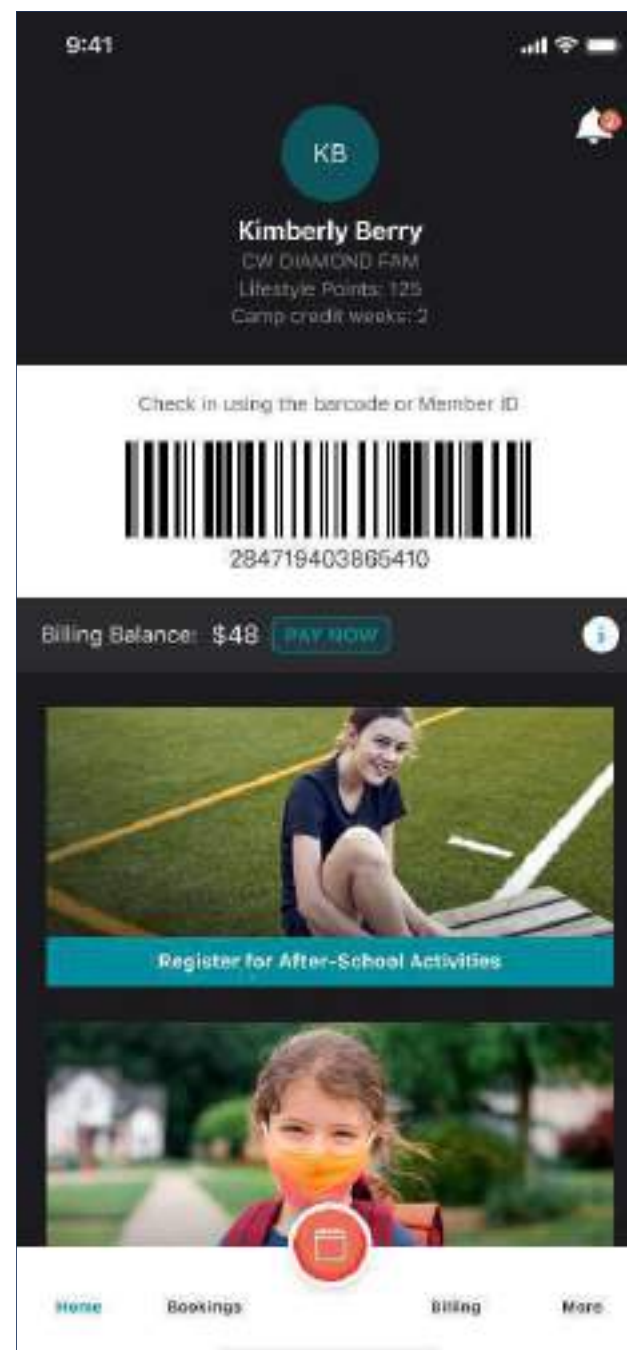 9:41
KB
Kimberly Berry
CW DIAMOND FAM
Lifestyle Points: 125
Camp credit weeks: 2
Check in using the barcode or Member ID
284719403865410
Billing Balance: $48 PAY NOW
Register for After-School Activities
Home Bookings Billing More